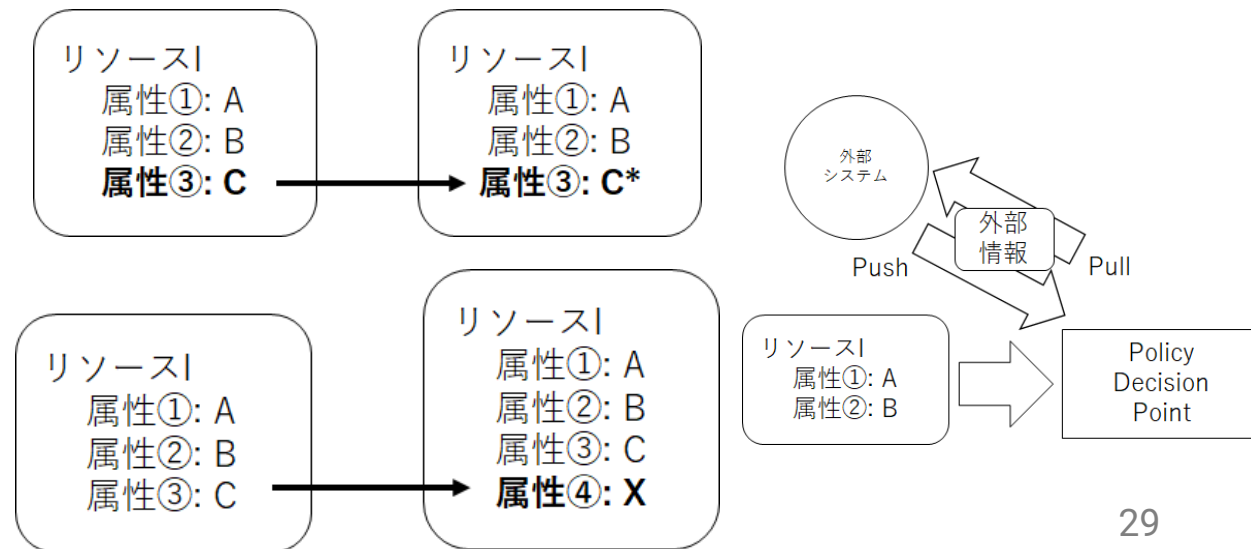 リソースI
属性①: A
属性②: B
属性③: C
リソースI
属性①: A
属性②: B
属性③: C*
リソースI
属性①: A
属性②: B
属性③: C
リソースI
属性①: A
属性②: B
属性③: C
属性④: X
外部
システム
外部
情報
Push
Pull
リソースI
属性①: A
属性②: B
Policy
Decision
Point
29